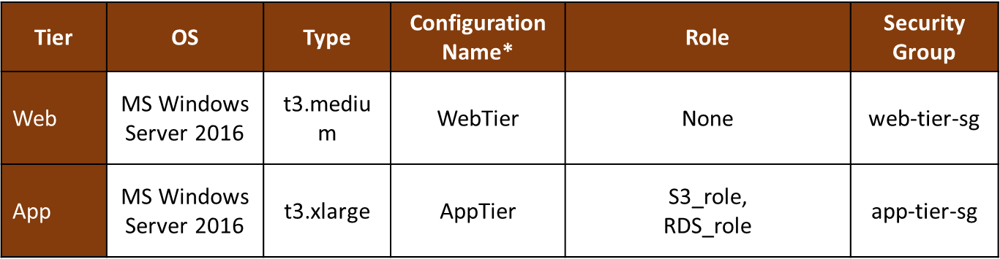 Tier OS Type Configuration Name* Role Security Group
Web MS Windows Server 2016 t3.mediu m WebTier None web-tier-sg
App MS Windows Server 2016 t3.xlarge AppTier S3_role, RDS_role app-tier-sg